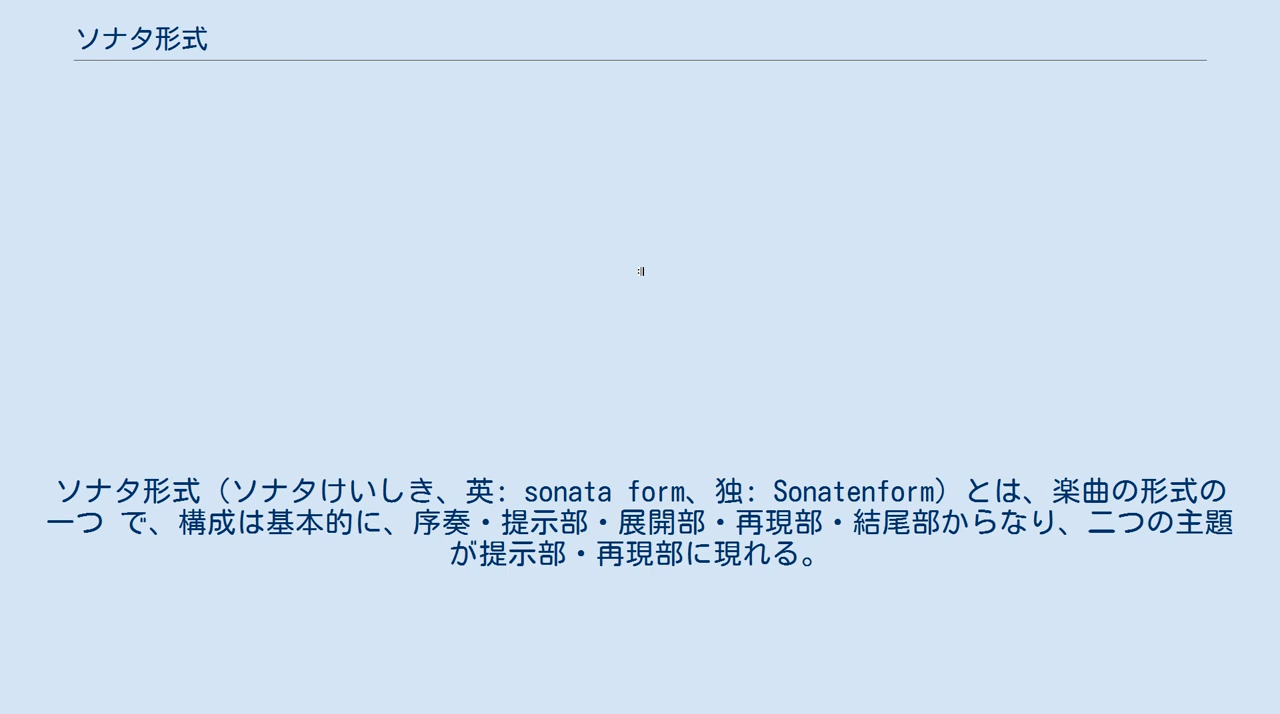 ソナタ形式
ソナタ形式（ソナタけいしき、英: sonata form、独: Sonatenform）とは、楽曲の形式の
一つ で、構成は基本的に、序奏・提示部・展開部・再現部・結尾部からなり、二つの主題
が提示部・再現部に現れる。